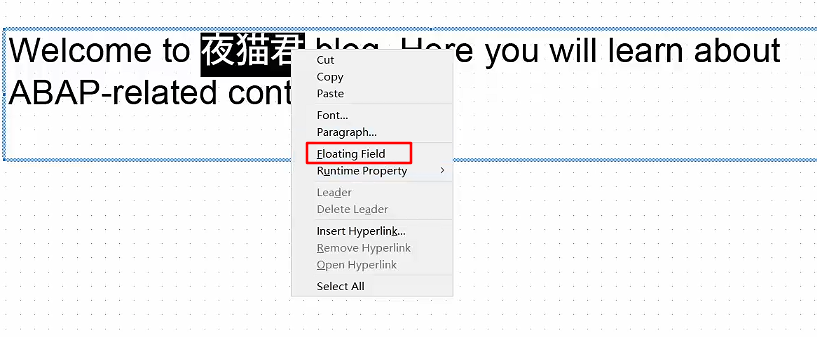 Welcome to 夜猫君 blog. Here you will learn about
ABAP-related cont
Cut
Copy
Paste
Font...
Paragraph...
Floating Field
Runtime Property
Leader
Delete Leader
Insert Hyperlink...
Remove Hyperlink
Open Hyperlink
Select All